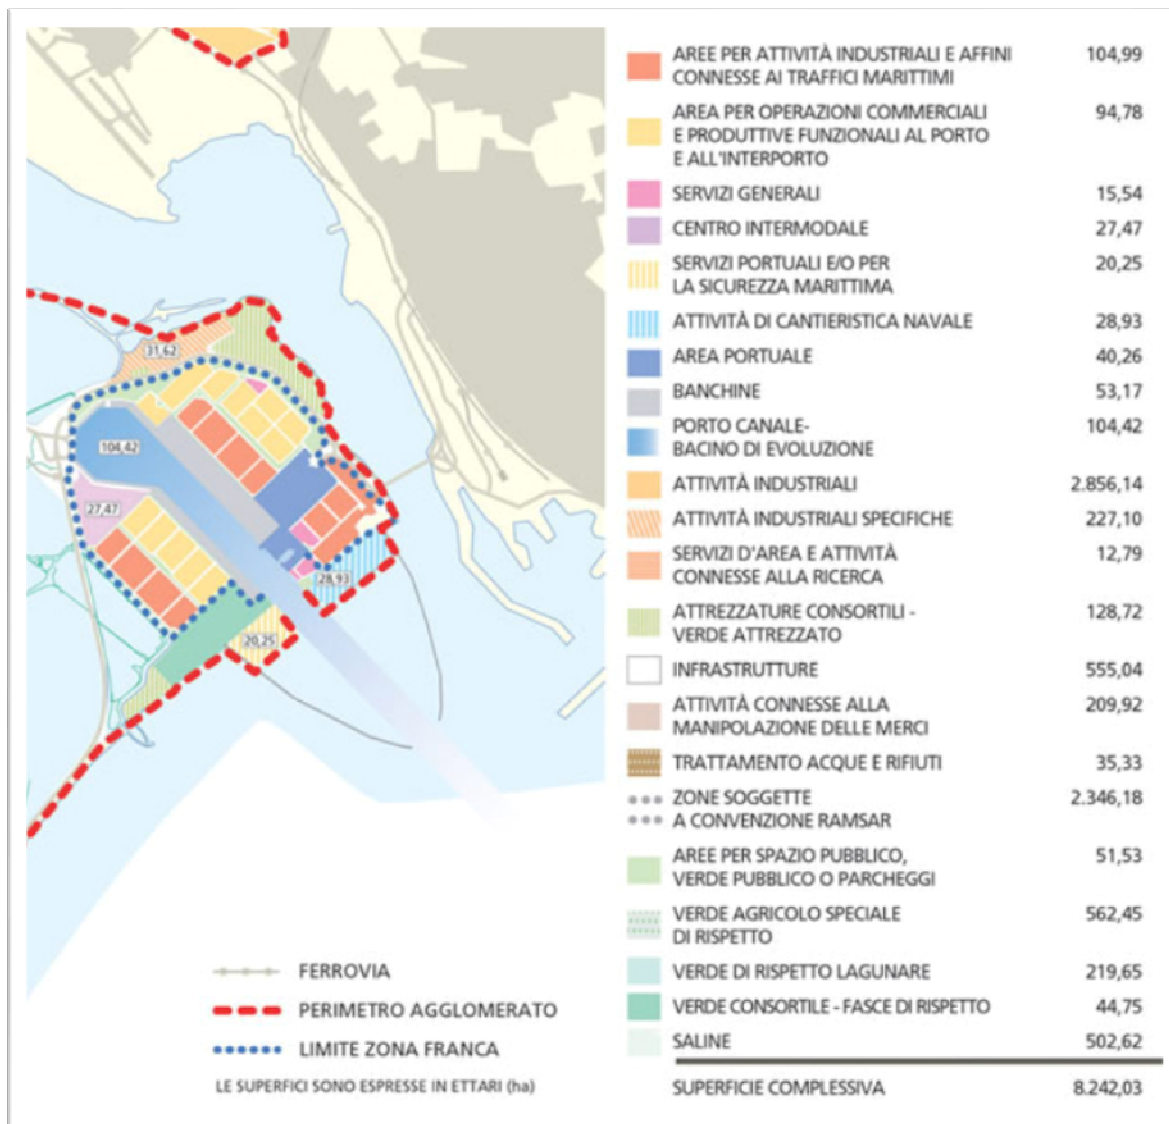 31,62
104,42
27,47
28,93
20,25
FERROVIA
PERIMETRO AGGLOMERATO
LIMITE ZONA FRANCA
LE SUPERFICI SONO ESPRESSE IN ETTARI (ha)
AREE PER ATTIVITÀ INDUSTRIALI E AFFINI 104,99
CONNESSE AI TRAFFICI MARITTIMI
AREA PER OPERAZIONI COMMERCIALI 94,78
E PRODUTTIVE FUNZIONALI AL PORTO
E ALL'INTERPORTO
SERVIZI GENERALI 15,54
CENTRO INTERMODALE 27,47
SERVIZI PORTUALI E/O PER 20,25
LA SICUREZZA MARITTIMA
ATTIVITÀ DI CANTIERISTICA NAVALE 28,93
AREA PORTUALE 40,26
BANCHINE 53,17
PORTO CANALE- 104,42
BACINO DI EVOLUZIONE
ATTIVITÀ INDUSTRIALI 2.856,14
ATTIVITÀ INDUSTRIALI SPECIFICHE 227,10
SERVIZI D'AREA E ATTIVITÀ 12,79
CONNESSE ALLA RICERCA
ATTREZZATURE CONSORTILI - 128,72
VERDE ATTREZZATO
INFRASTRUTTURE 555,04
ATTIVITÀ CONNESSE ALLA 209,92
MANIPOLAZIONE DELLE MERCI
TRATTAMENTO ACQUE E RIFIUTI 35,33
ZONE SOGGETTE 2.346,18
A CONVENZIONE RAMSAR
AREE PER SPAZIO PUBBLICO, 51,53
VERDE PUBBLICO O PARCHEGGI
VERDE AGRICOLO SPECIALE 562,45
DI RISPETTO
VERDE DI RISPETTO LAGUNARE 219,65
VERDE CONSORTILE - FASCE DI RISPETTO 44,75
SALINE 502,62
SUPERFICIE COMPLESSIVA 8.242,03